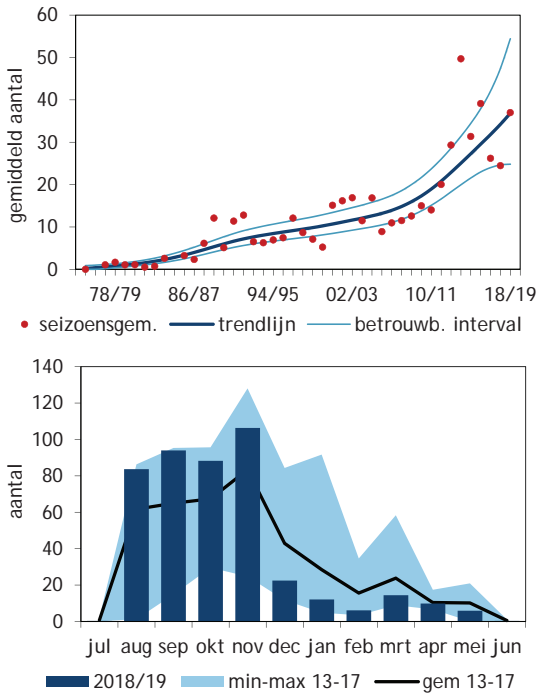 60
50
40
30
20
10
0
gemiddeld aantal
78/79 86/87 94/95 02/03 10/11 18/19
seizoensgem. trendlijn betrouwb. interval
140
120
100
80
60
40
20
0
aantal
jul aug sep okt nov dec jan feb mrt apr mei jun
2018/19 min-max 13-17 gem 13-17